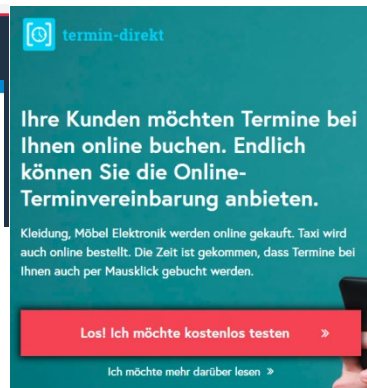 termin-direkt
Ihre Kunden möchten Termine bei
Ihnen online buchen. Endlich
können Sie die Online-
Terminvereinbarung anbieten.
Kleidung, Möbel Elektronik werden online gekauft. Taxi wird
auch online bestellt. Die Zeit ist gekommen, dass Termine bei
Ihnen auch per Mausklick gebucht werden.
Los! Ich möchte kostenlos testen »
Ich möchte mehr darüber lesen »